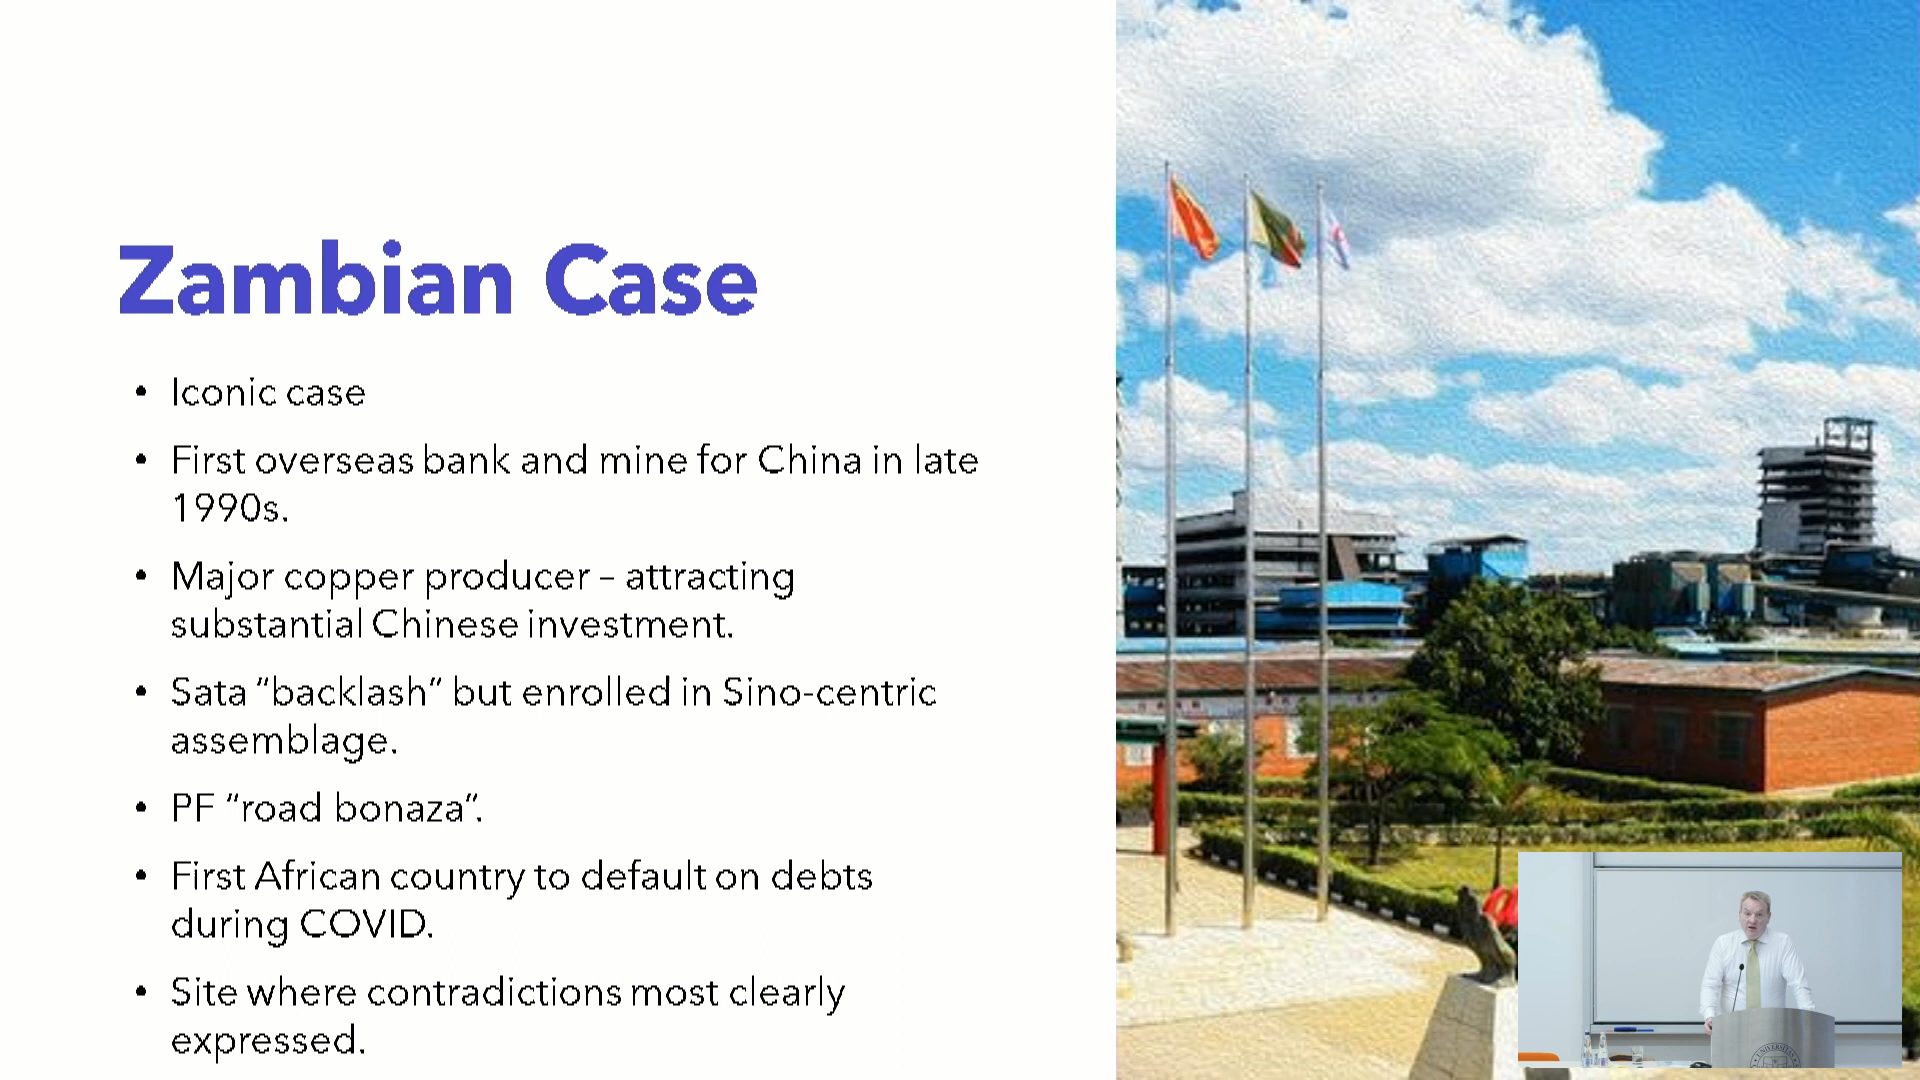 Zambian Case
• Iconic case
• First overseas bank and mine for China in late
1990s.
• Major copper producer – attracting
substantial Chinese investment.
• Sata “backlash” but enrolled in Sino-centric
assemblage.
• PF “road bonaza”.
• First African country to default on debts
during COVID.
• Site where contradictions most clearly
expressed.